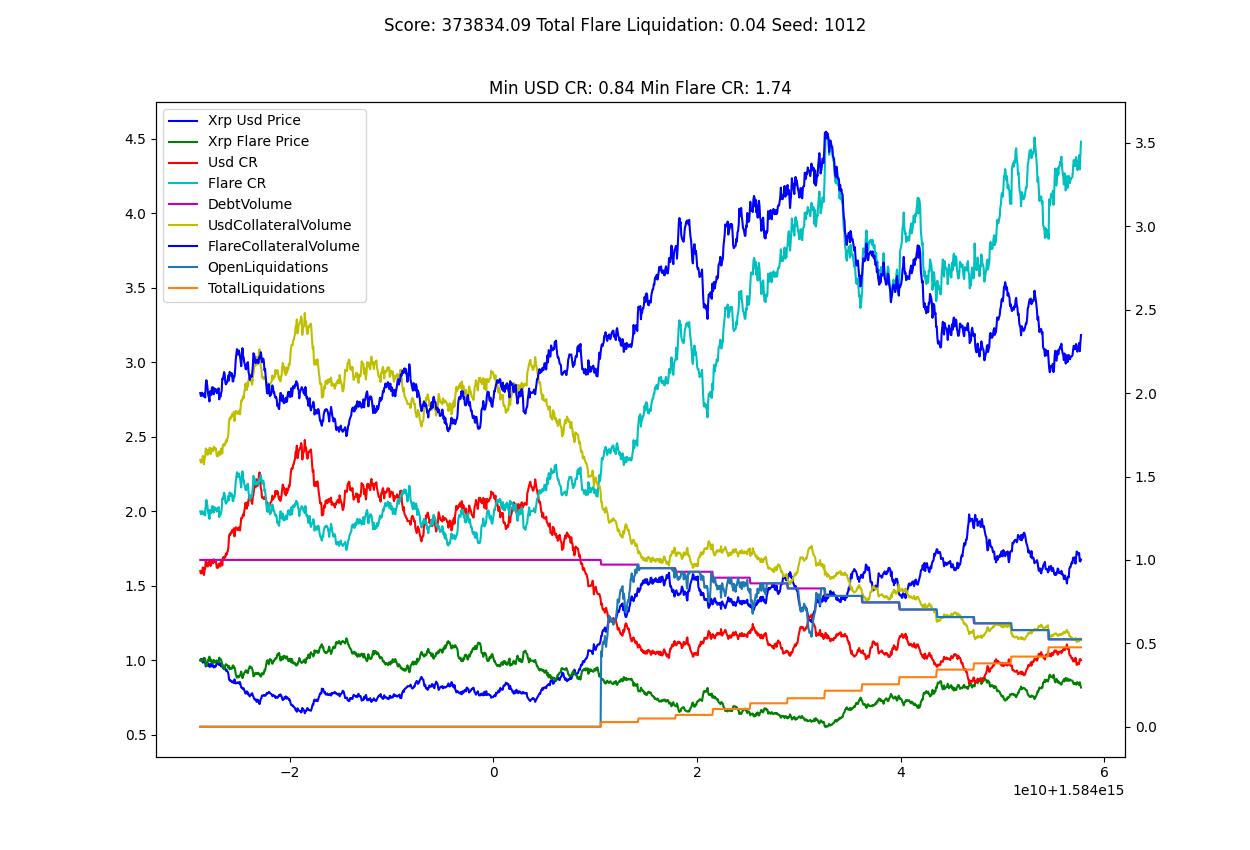 Score: 373834.09 Total Flare Liquidation: 0.04 Seed: 1012
Min USD CR: 0.84 Min Flare CR: 1.74
Xrp Usd Price
Xrp Flare Price
Usd CR
Flare CR
DebtVolume
UsdCollateralVolume
FlareCollateralVolume
OpenLiquidations
TotalLiquidations
4.5
4.0
3.5
3.0
2.5
2.0
1.5
1.0
0.5
3.5
3.0
2.5
2.0
1.5
1.0
0.5
0.0
−2 0 2 4 6
1e10+1.584e15